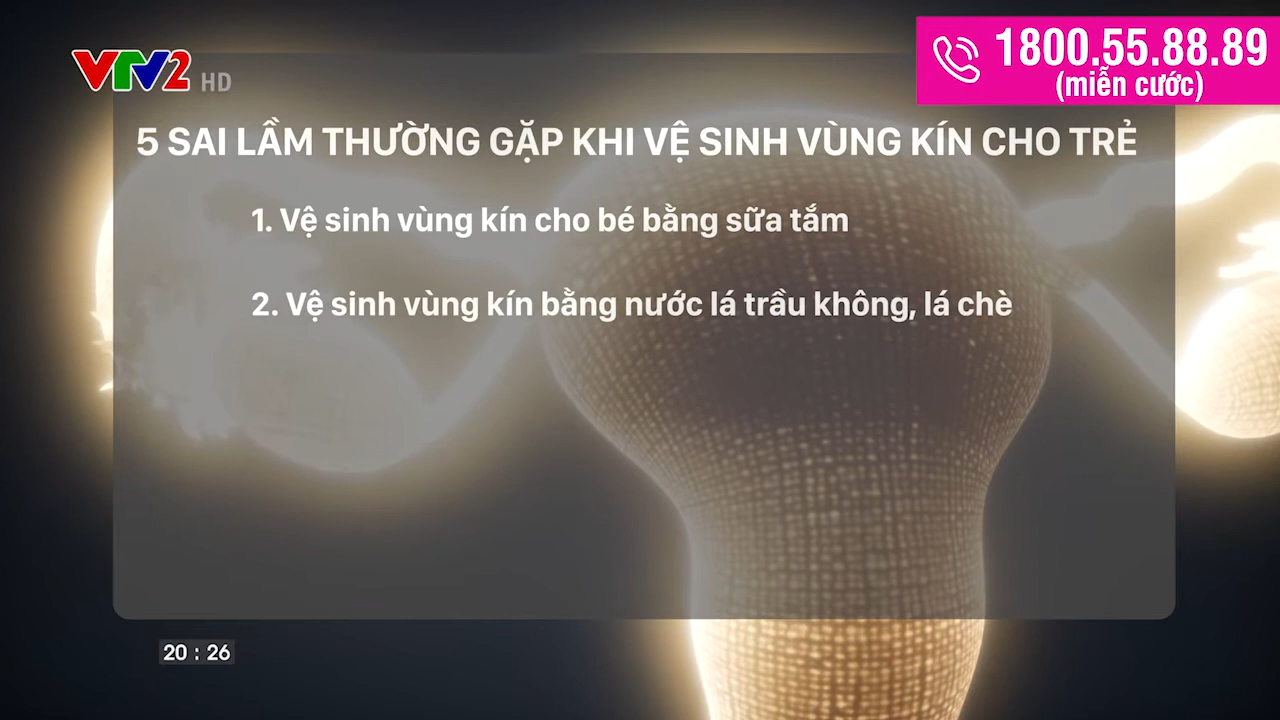 VTV2 HD
1800.55.88.89
(miễn cước)
5 SAI LẦM THƯỜNG GẶP KHI VỆ SINH VÙNG KÍN CHO TRẺ
1. Vệ sinh vùng kín cho bé bằng sữa tắm
2. Vệ sinh vùng kín bằng nước lá trầu không, lá chè
20 : 26